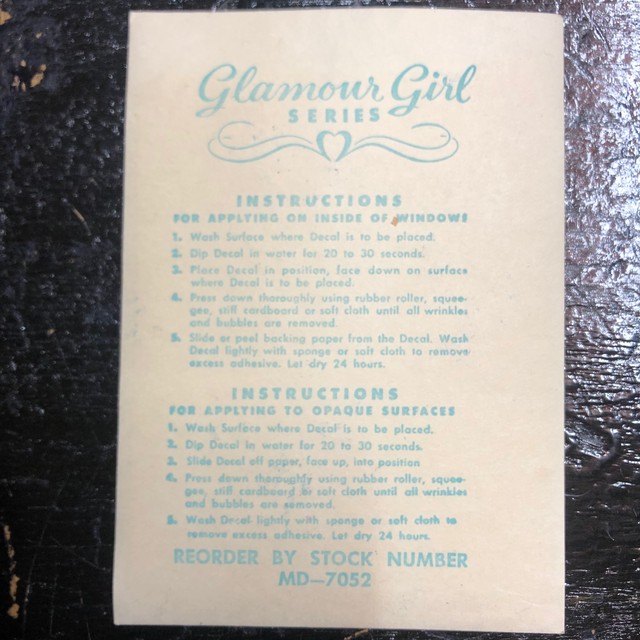 Glamour Girl
SERIES
INSTRUCTIONS
FOR APPLYING ON INSIDE OF WINDOWS
1. Wash Surface where Decal is to be placed.
2. Dip Decal in water for 20 to 30 seconds.
3. Place Decal in position, face down on surface
where Decal is to be placed.
4. Press down thoroughly using rubber roller, squee-
gee, stiff cardboard or soft cloth until all wrinkles
and bubbles are removed.
5. Slide or peel backing paper from the Decal. Wash
Decal lightly with sponge or soft cloth to remove
excess adhesive. Let dry 24 hours.
INSTRUCTIONS
FOR APPLYING TO OPAQUE SURFACES
1. Wash Surface where Decal is to be placed.
2. Dip Decal in water for 20 to 30 seconds.
3. Slide Decal off paper, face up, into position
4. Press down thoroughly using rubber roller, squee-
gee, stiff cardboard or soft cloth until all wrinkles
and bubbles are removed.
5. Wash Decal lightly with sponge or soft cloth to
remove excess adhesive. Let dry 24 hours.
REORDER BY STOCK NUMBER
MD—7052